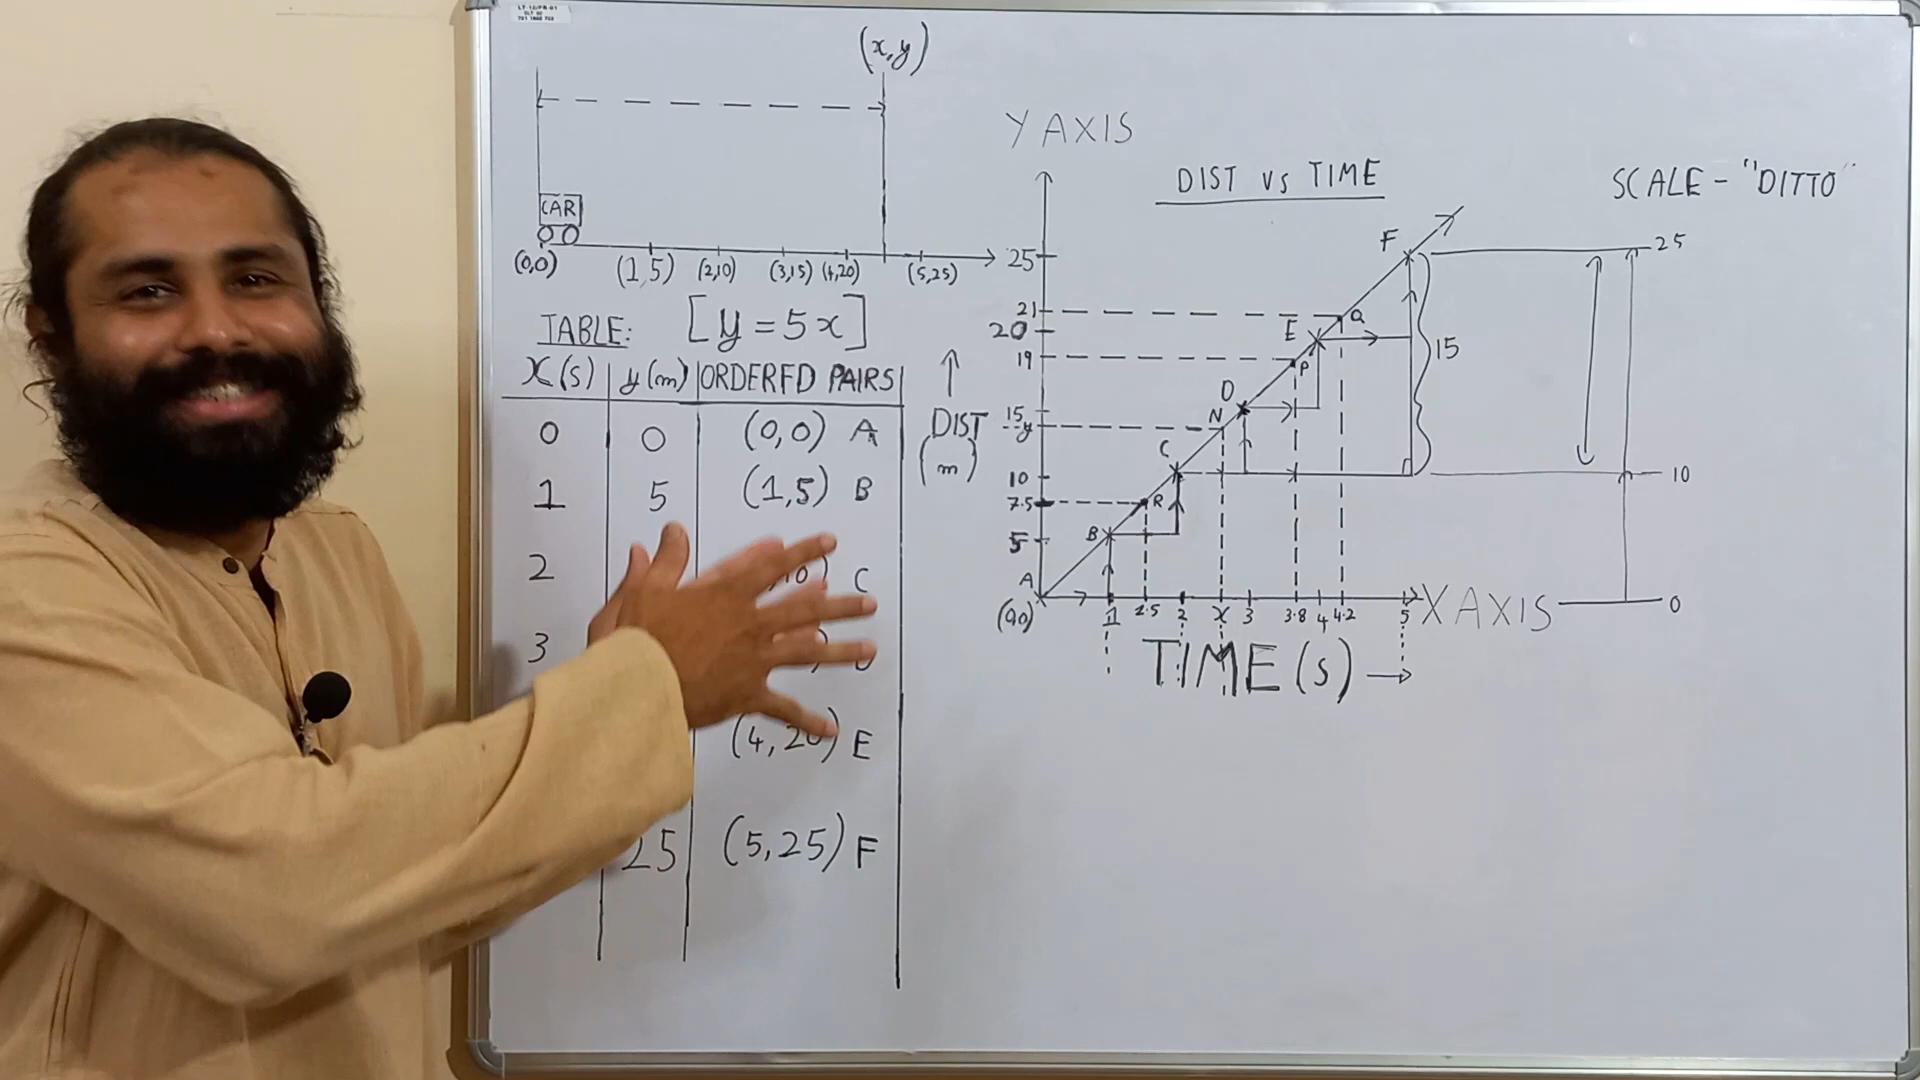 (x,y)
CAR
(0,0) (1,5) (2,10) (3,15) (4,20) (5,25)
TABLE: [y = 5x]
X(s) y(m) ORDERED PAIRS
0 0 (0,0) A
1 5 (1,5) B
2 C
3
(4,20) E
25 (5,25) F
Y AXIS
DIST VS TIME
SCALE - "DITTO"
F
25
25
21
Q
20
E
19
P
15
D
15
N
y
C
10
10
7.5
R
5
B
A
(0,0)
1 1.5 2 x 3 3.8 4 4.2 5
X AXIS
0
DIST
(m)
TIME(s)